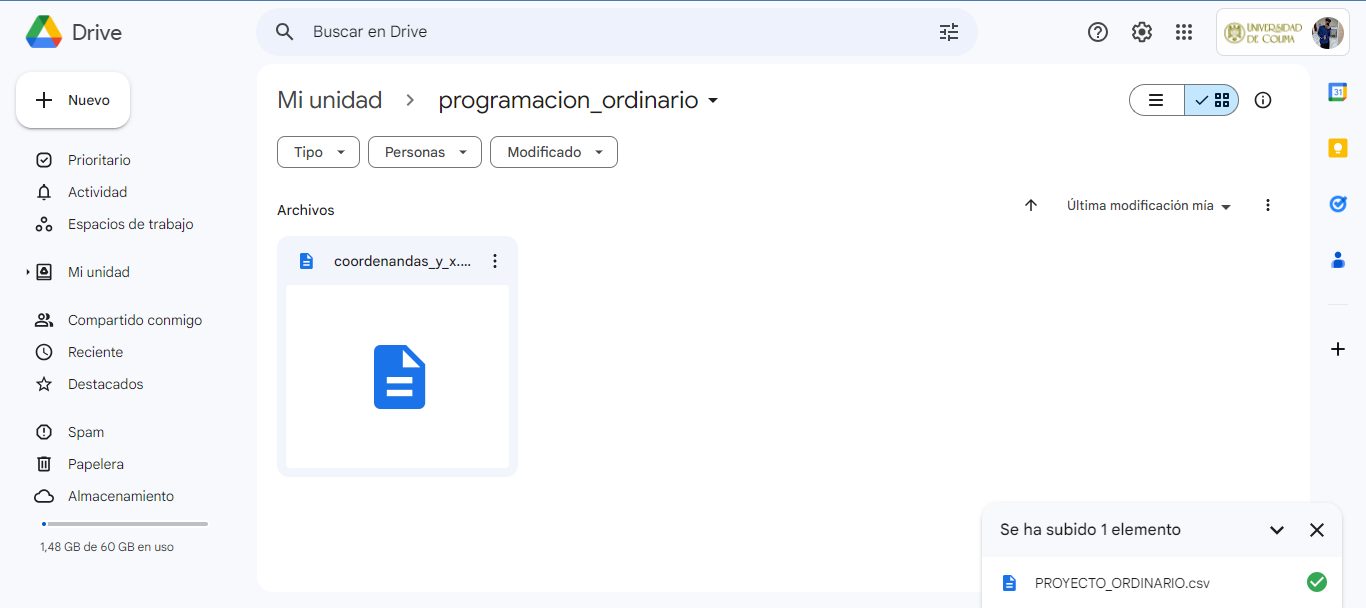 Drive
Buscar en Drive
UNIVERSIDAD
DE COLIMA
Nuevo
Prioritario
Actividad
Espacios de trabajo
Mi unidad
Compartido conmigo
Reciente
Destacados
Spam
Papelera
Almacenamiento
1,48 GB de 60 GB en uso
Mi unidad > programacion_ordinario
Tipo
Personas
Modificado
Archivos
Última modificación mía
coordenandas_y_x....
31
Se ha subido 1 elemento
PROYECTO_ORDINARIO.csv